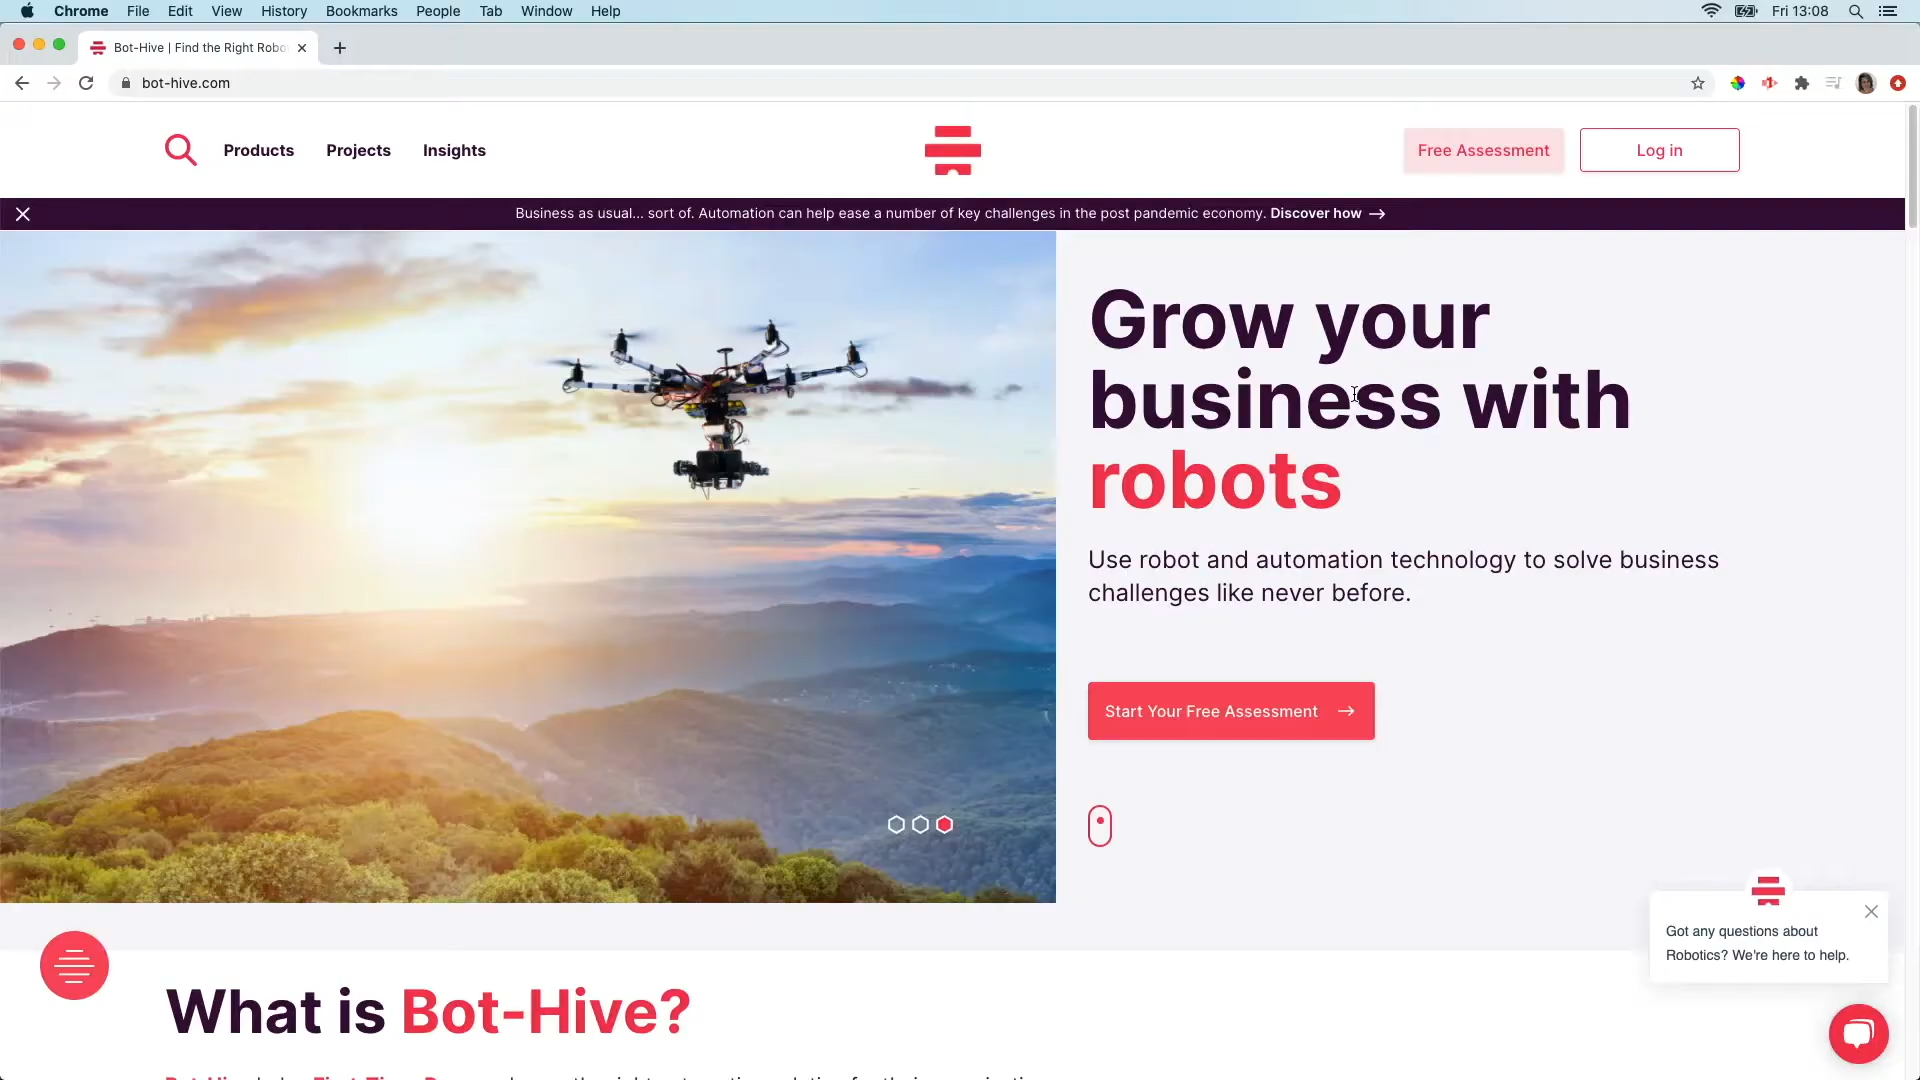 Chrome File Edit View History Bookmarks People Tab Window Help Fri 13:08
Bot-Hive | Find the Right Robo
bot-hive.com
Products Projects Insights Free Assessment Log in
Business as usual... sort of. Automation can help ease a number of key challenges in the post pandemic economy. Discover how →
Grow your
business with
robots
Use robot and automation technology to solve business
challenges like never before.
Start Your Free Assessment →
Got any questions about
Robotics? We're here to help.
What is Bot-Hive?